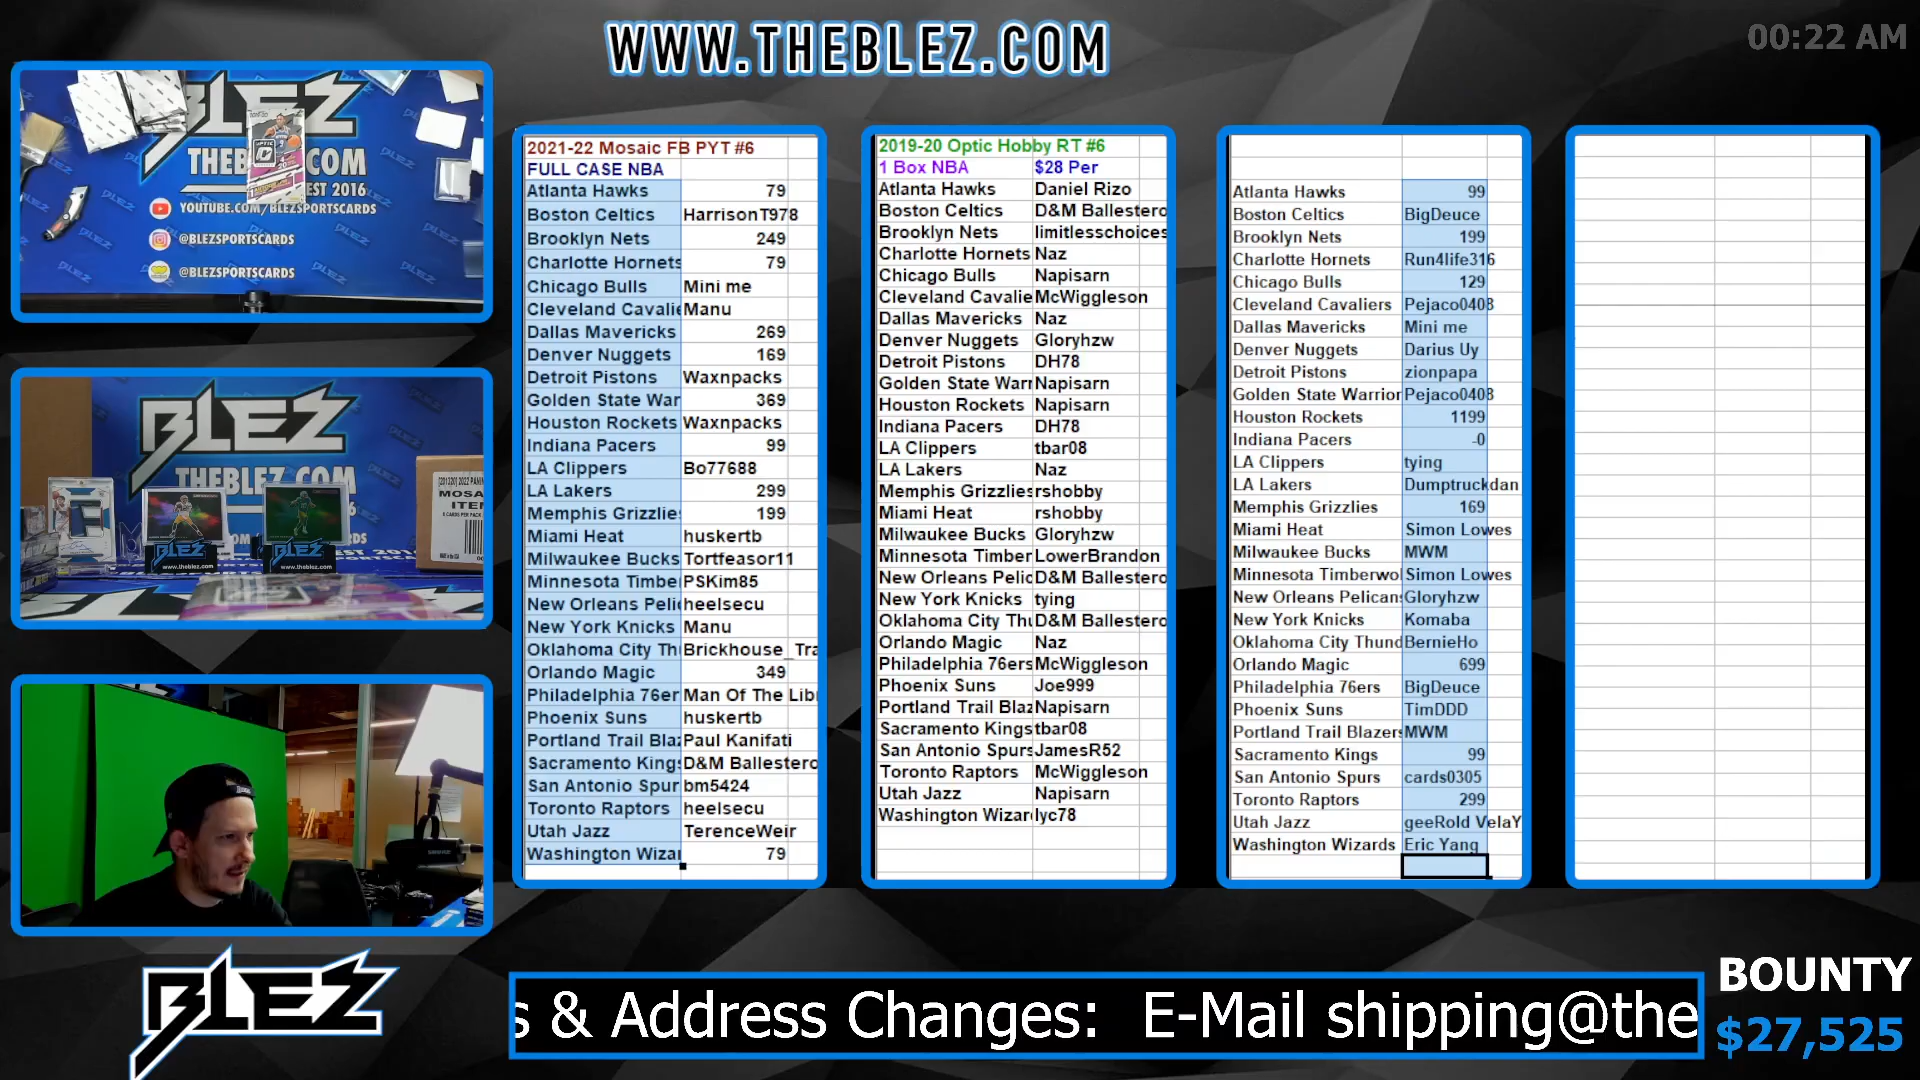 WWW.THEBLEZ.COM
00:22 AM
BLEZ
OPTIC
YOUTUBE.COM/BLEZSPORTSCARDS
@BLEZSPORTSCARDS
@BLEZSPORTSCARDS
BLEZ
THEBLEZ.COM
BLEZ
www.theblez.com
BLEZ
www.theblez.com
2021-22 Mosaic FB PYT #6
FULL CASE NBA
Atlanta Hawks 79
Boston Celtics HarrisonT978
Brooklyn Nets 249
Charlotte Hornets 79
Chicago Bulls Mini me
Cleveland Cavalie Manu
Dallas Mavericks 269
Denver Nuggets 169
Detroit Pistons Waxnpacks
Golden State War 369
Houston Rockets Waxnpacks
Indiana Pacers 99
LA Clippers Bo77688
LA Lakers 299
Memphis Grizzlies 199
Miami Heat huskertb
Milwaukee Bucks Tortfeasor11
Minnesota Timbe PSKim85
New Orleans Peli heelsecu
New York Knicks Manu
Oklahoma City Th Brickhouse_Tra
Orlando Magic 349
Philadelphia 76er Man Of The Lib
Phoenix Suns huskertb
Portland Trail Blaz Paul Kanifati
Sacramento Kings D&M Ballestero
San Antonio Spur bm5424
Toronto Raptors heelsecu
Utah Jazz TerenceWeir
Washington Wizar 79
2019-20 Optic Hobby RT #6
1 Box NBA $28 Per
Atlanta Hawks Daniel Rizo
Boston Celtics D&M Ballestero
Brooklyn Nets limitlesschoices
Charlotte Hornets Naz
Chicago Bulls Napisarn
Cleveland Cavalie McWiggleson
Dallas Mavericks Naz
Denver Nuggets Gloryhzw
Detroit Pistons DH78
Golden State Warr Napisarn
Houston Rockets Napisarn
Indiana Pacers DH78
LA Clippers tbar08
LA Lakers Naz
Memphis Grizzlies rshobby
Miami Heat rshobby
Milwaukee Bucks Gloryhzw
Minnesota Timber LowerBrandon
New Orleans Pelic D&M Ballestero
New York Knicks tying
Oklahoma City Thu D&M Ballestero
Orlando Magic Naz
Philadelphia 76ers McWiggleson
Phoenix Suns Joe999
Portland Trail Blaz Napisarn
Sacramento Kings tbar08
San Antonio Spurs JamesR52
Toronto Raptors McWiggleson
Utah Jazz Napisarn
Washington Wizar lyc78
Atlanta Hawks 99
Boston Celtics BigDeuce
Brooklyn Nets 199
Charlotte Hornets Run4life316
Chicago Bulls 129
Cleveland Cavaliers Pejaco0408
Dallas Mavericks Mini me
Denver Nuggets Darius Uy
Detroit Pistons zionpapa
Golden State Warrior Pejaco0408
Houston Rockets 1199
Indiana Pacers -0
LA Clippers tying
LA Lakers Dumptruckdan
Memphis Grizzlies 169
Miami Heat Simon Lowes
Milwaukee Bucks MWM
Minnesota Timberwol Simon Lowes
New Orleans Pelicans Gloryhzw
New York Knicks Komaba
Oklahoma City Thund BernieHo
Orlando Magic 699
Philadelphia 76ers BigDeuce
Phoenix Suns TimDDD
Portland Trail Blazers MWM
Sacramento Kings 99
San Antonio Spurs cards0305
Toronto Raptors 299
Utah Jazz geeRold VelaY
Washington Wizards Eric Yang
BLEZ
s & Address Changes: E-Mail shipping@the
BOUNTY
$27,525